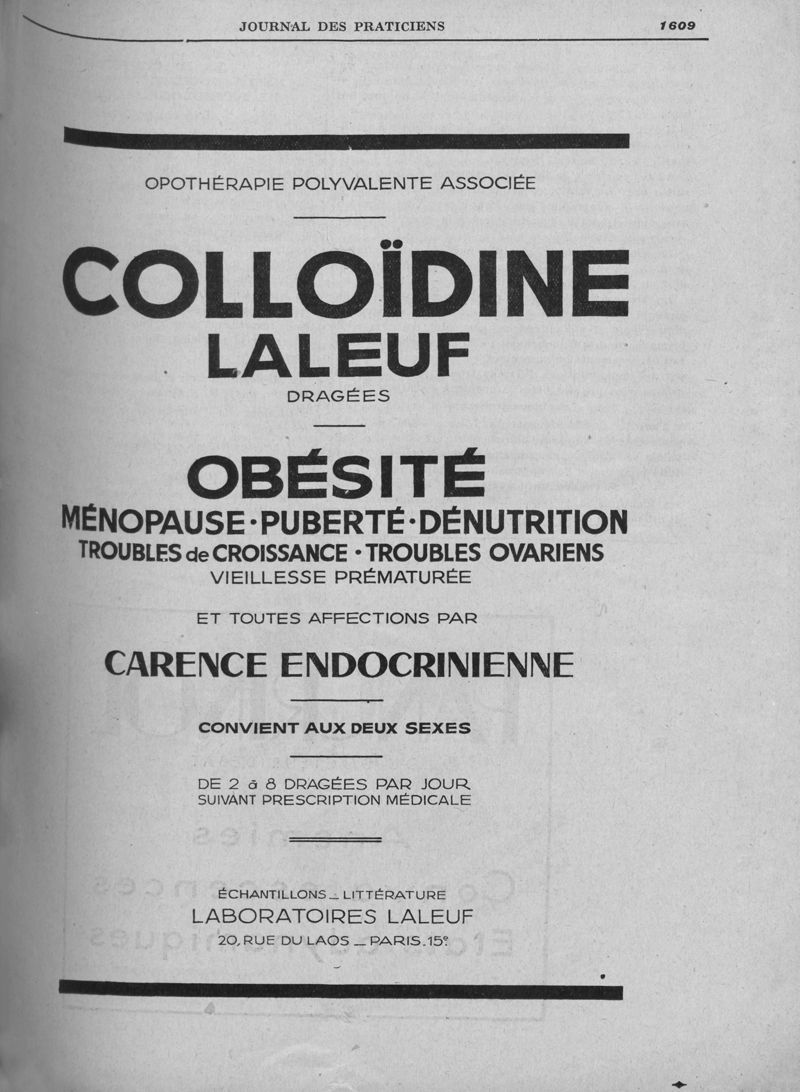 JOURNAL DES PRATICIENS 1609
OPOTHÉRAPIE POLYVALENTE ASSOCIÉE
COLLOÏDINE
LALEUF
DRAGÉES
OBÉSITÉ
MÉNOPAUSE · PUBERTÉ · DÉNUTRITION
TROUBLES de CROISSANCE · TROUBLES OVARIENS
VIEILLESSE PRÉMATURÉE
ET TOUTES AFFECTIONS PAR
CARENCE ENDOCRINIENNE
CONVIENT AUX DEUX SEXES
DE 2 à 8 DRAGÉES PAR JOUR
SUIVANT PRESCRIPTION MÉDICALE
ÉCHANTILLONS _ LITTÉRATURE
LABORATOIRES LALEUF
20, RUE DU LAOS _ PARIS.15e